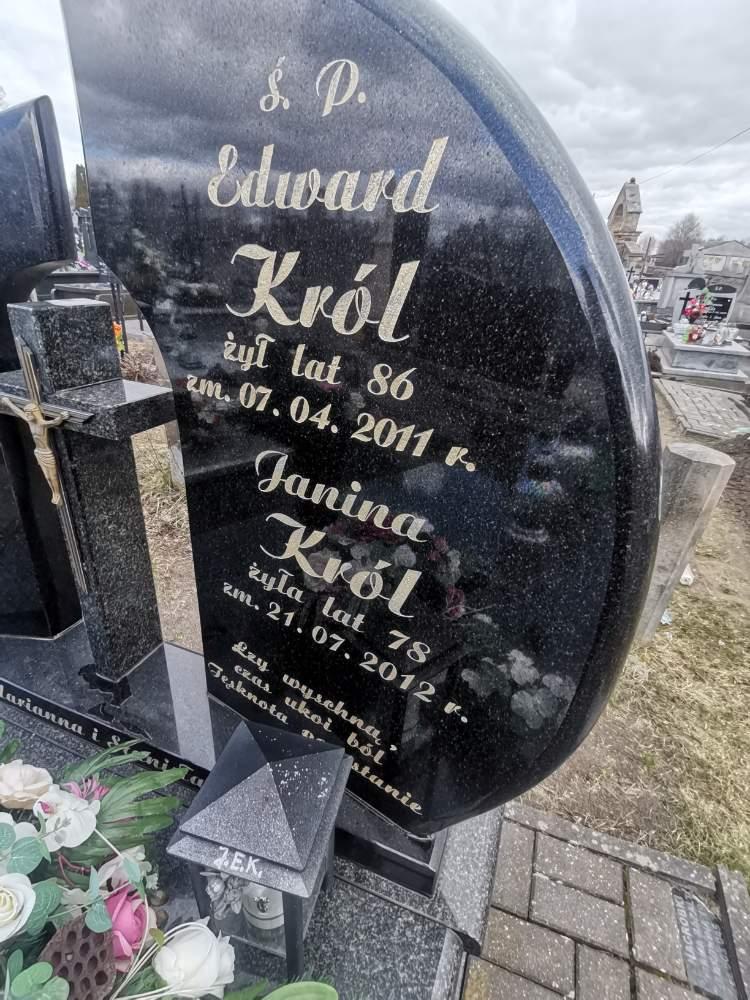 ś. P.
Edward
Król
żył lat 86
zm. 07. 04. 2011 r.
Janina
Król
żyła lat 78
zm. 21. 07. 2012 r.
Łzy wyschną,
czas ukoi ból
Tęsknota
Marianna i
J.E.K.